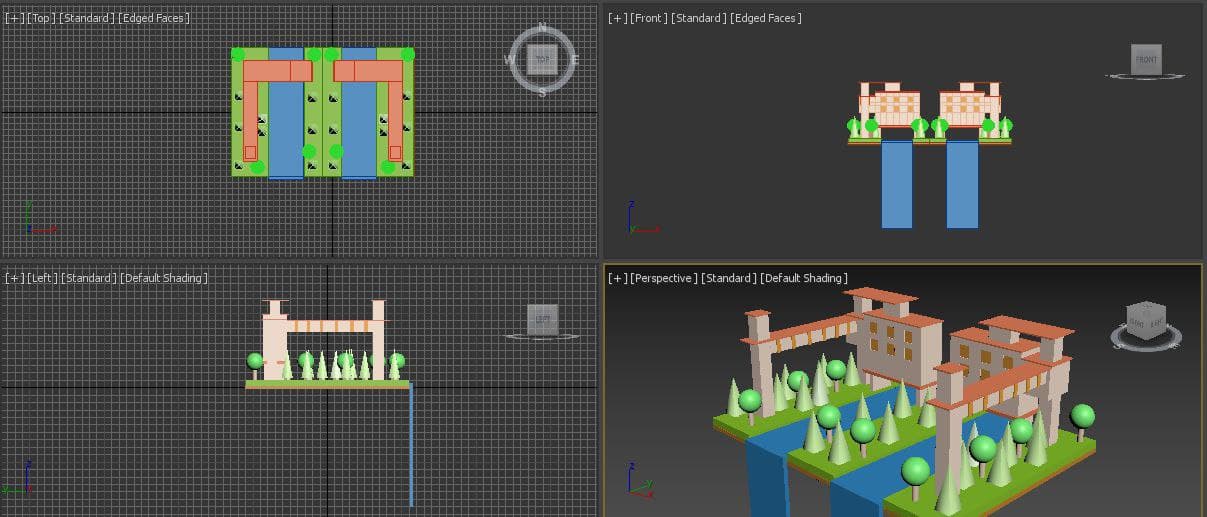 [+] [Top] [Standard] [Edged Faces]
N
W
TOP
E
S
y
z
x
[+] [Front] [Standard] [Edged Faces]
FRONT
z
y
x
[+] [Left] [Standard] [Default Shading]
LEFT
z
y
[+] [Perspective] [Standard] [Default Shading]
LEFT
z
y
x